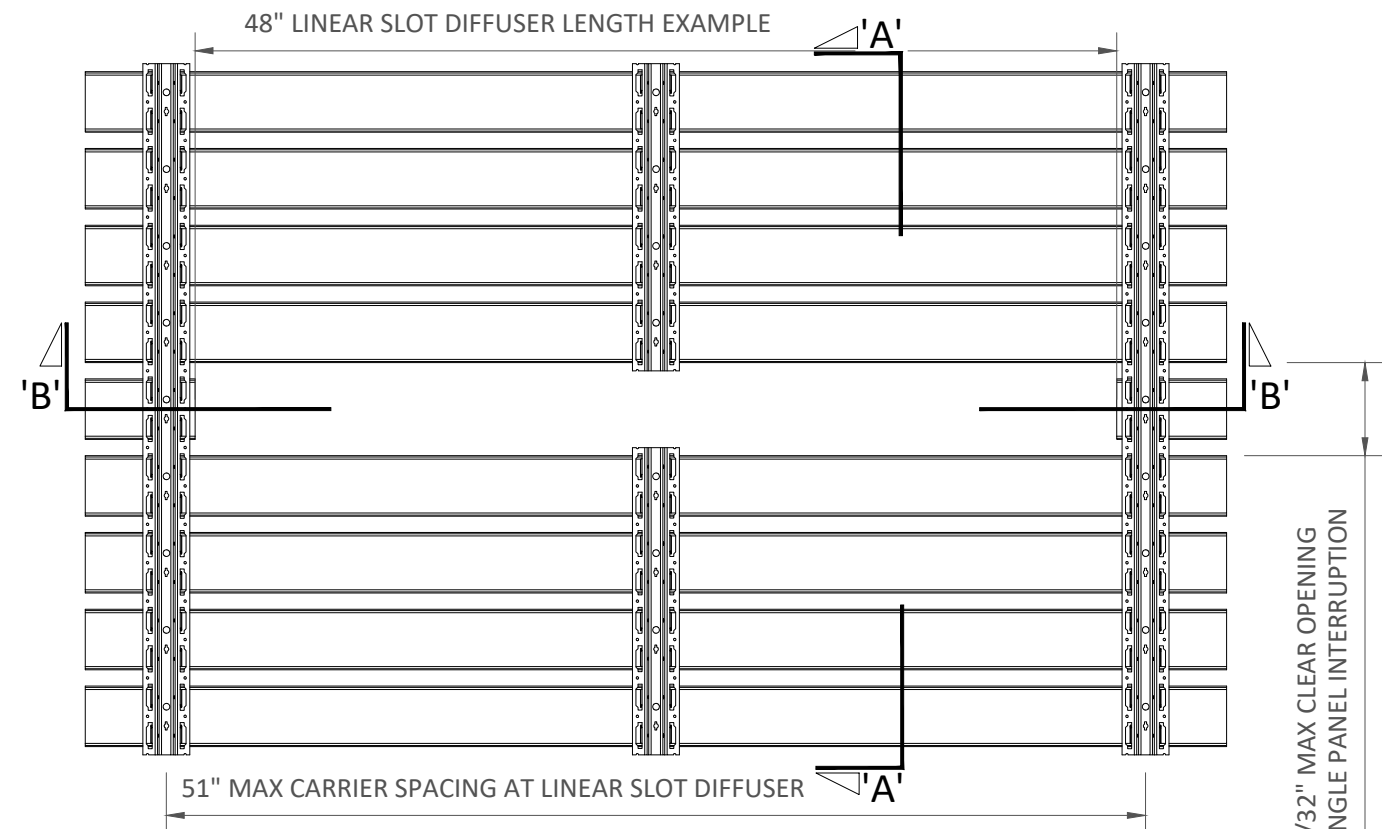 48" LINEAR SLOT DIFFUSER LENGTH EXAMPLE
'A'
'B'
'B'
MAX CLEAR OPENING
PANEL INTERRUPTION
51" MAX CARRIER SPACING AT LINEAR SLOT DIFFUSER
'A'